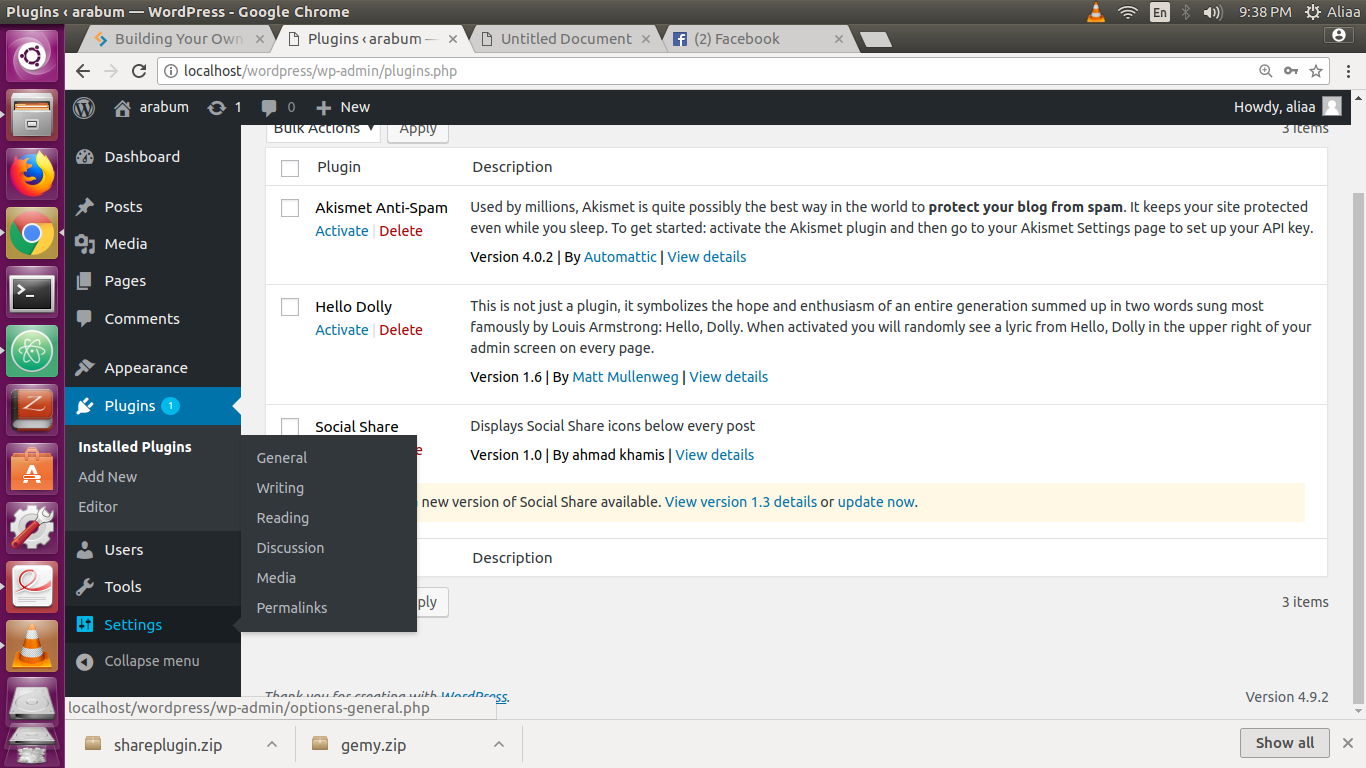 Plugins ‹ arabum — WordPress - Google Chrome
En
9:38 PM
Aliaa
Building Your Own
Plugins ‹ arabum —
Untitled Document
(2) Facebook
localhost/wordpress/wp-admin/plugins.php
arabum
1
0
New
Howdy, aliaa
Dashboard
Posts
Media
Pages
Comments
Appearance
Plugins 1
Installed Plugins
Add New
Editor
Users
Tools
Settings
Collapse menu
General
Writing
Reading
Discussion
Media
Permalinks
Bulk Actions
Apply
3 items
Plugin
Description
Akismet Anti-Spam
Activate | Delete
Used by millions, Akismet is quite possibly the best way in the world to protect your blog from spam. It keeps your site protected
even while you sleep. To get started: activate the Akismet plugin and then go to your Akismet Settings page to set up your API key.
Version 4.0.2 | By Automattic | View details
Hello Dolly
Activate | Delete
This is not just a plugin, it symbolizes the hope and enthusiasm of an entire generation summed up in two words sung most
famously by Louis Armstrong: Hello, Dolly. When activated you will randomly see a lyric from Hello, Dolly in the upper right of your
admin screen on every page.
Version 1.6 | By Matt Mullenweg | View details
Social Share
Displays Social Share icons below every post
Version 1.0 | By ahmad khamis | View details
new version of Social Share available. View version 1.3 details or update now.
Description
3 items
Thank you for creating with WordPress.
Version 4.9.2
localhost/wordpress/wp-admin/options-general.php
shareplugin.zip
gemy.zip
Show all